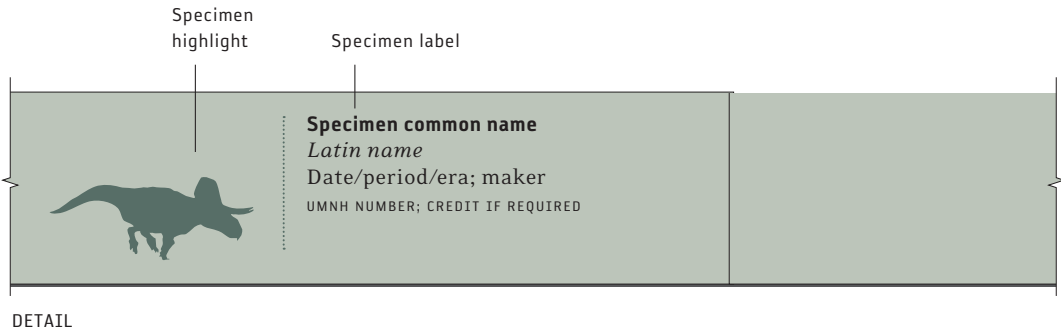 Specimen
highlight
Specimen label
Specimen common name
Latin name
Date/period/era; maker
UMNH NUMBER; CREDIT IF REQUIRED
DETAIL